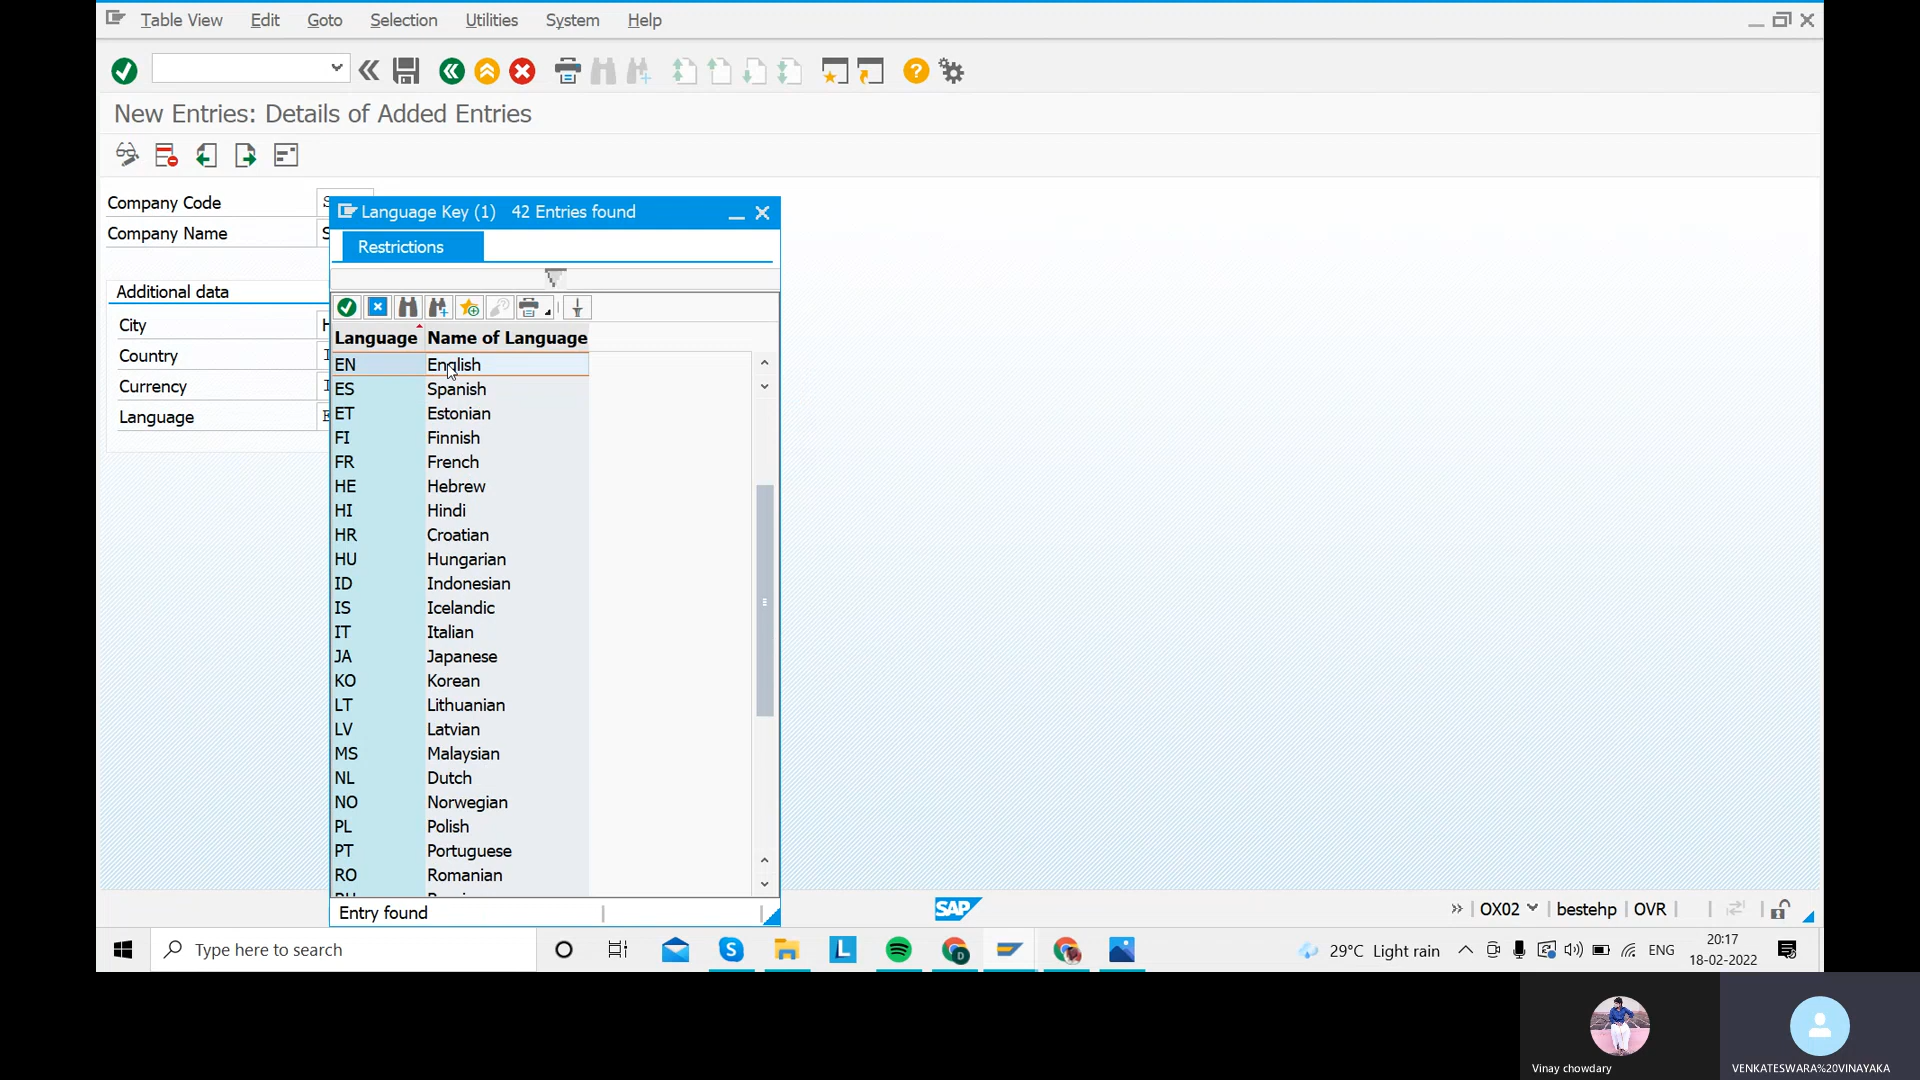 Table View Edit Goto Selection Utilities System Help
New Entries: Details of Added Entries
Company Code
Company Name
Additional data
City
Country
Currency
Language
Language Key (1) 42 Entries found
Restrictions
Language Name of Language
EN English
ES Spanish
ET Estonian
FI Finnish
FR French
HE Hebrew
HI Hindi
HR Croatian
HU Hungarian
ID Indonesian
IS Icelandic
IT Italian
JA Japanese
KO Korean
LT Lithuanian
LV Latvian
MS Malaysian
NL Dutch
NO Norwegian
PL Polish
PT Portuguese
RO Romanian
Entry found
SAP
OX02 bestehp OVR
Type here to search
29°C Light rain
ENG
20:17
18-02-2022
Vinay chowdary
VENKATESWARA%20VINAYAKA